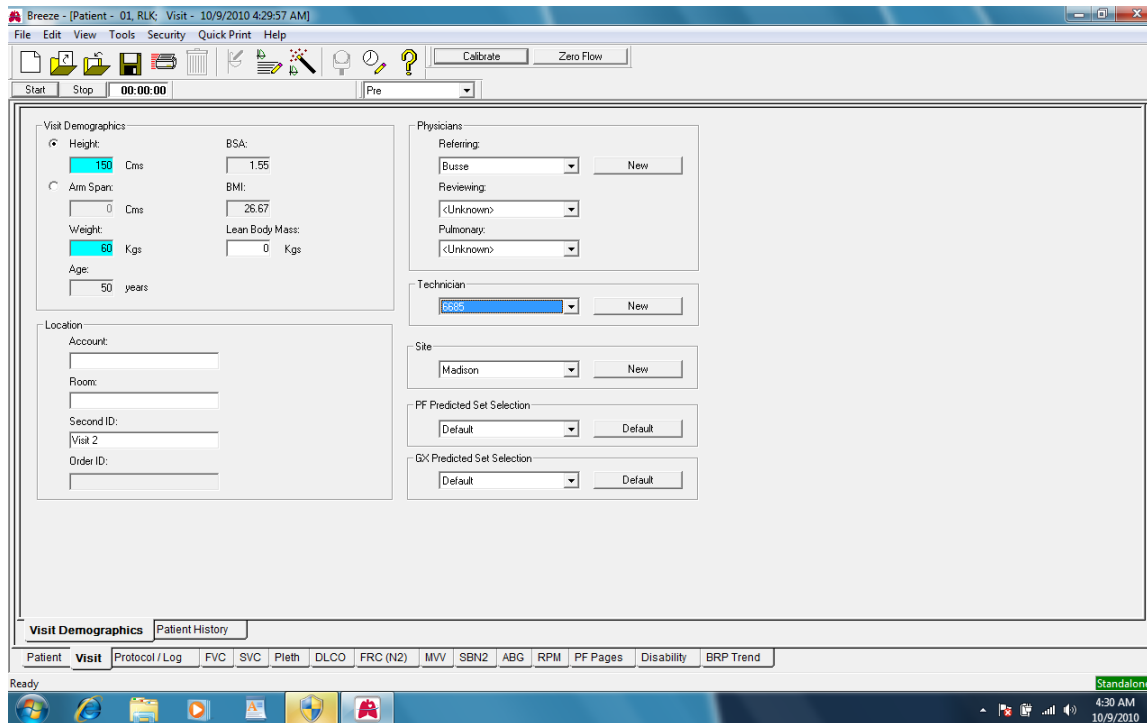 Breeze - [Patient - 01, RLK; Visit - 10/9/2010 4:29:57 AM]
File Edit View Tools Security Quick Print Help
Calibrate Zero Flow
Start Stop 00:00:00 Pre
Visit Demographics
Height: BSA:
150 Cms 1.55
Arm Span: BMI:
0 Cms 26.67
Weight: Lean Body Mass:
60 Kgs 0 Kgs
Age:
50 years
Location
Account:
Room:
Second ID:
Visit 2
Order ID:
Physicians
Referring:
Busse New
Reviewing:
<Unknown>
Pulmonary:
<Unknown>
Technician
6685 New
Site
Madison New
PF Predicted Set Selection
Default Default
GX Predicted Set Selection
Default Default
Visit Demographics Patient History
Patient Visit Protocol / Log FVC SVC Pleth DLCO FRC (N2) MVV SBN2 ABG RPM PF Pages Disability BRP Trend
Ready Standalone
4:30 AM
10/9/2010